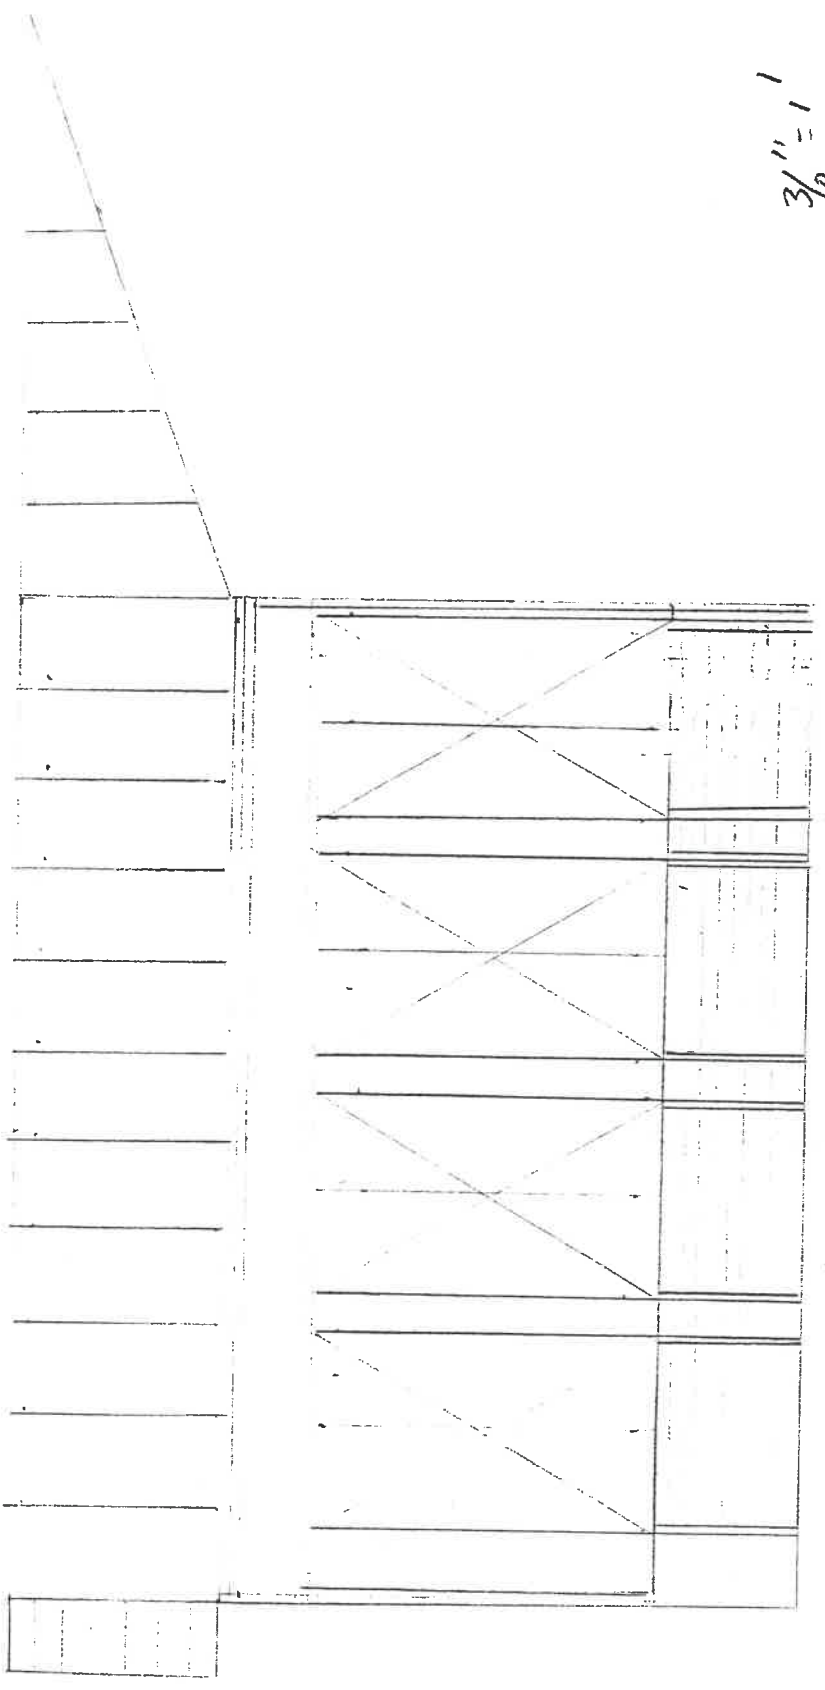 3/8" = 1'